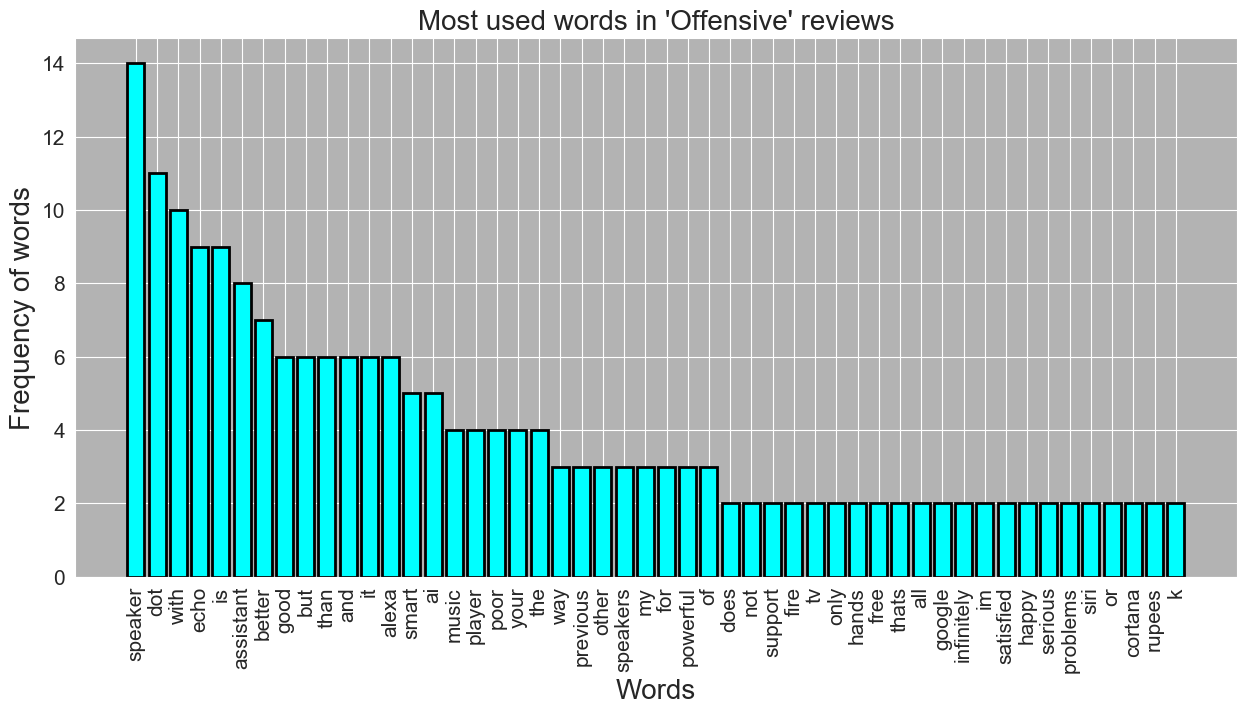 Most used words in 'Offensive' reviews
Frequency of words
14
12
10
8
6
4
2
0
speaker
dot
with
echo
is
assistant
better
good
but
than
and
it
alexa
smart
ai
music
player
poor
your
the
way
previous
other
speakers
my
for
powerful
of
does
not
support
fire
tv
only
hands
free
thats
all
google
infinitely
im
satisfied
happy
serious
problems
siri
or
cortana
rupees
k
Words